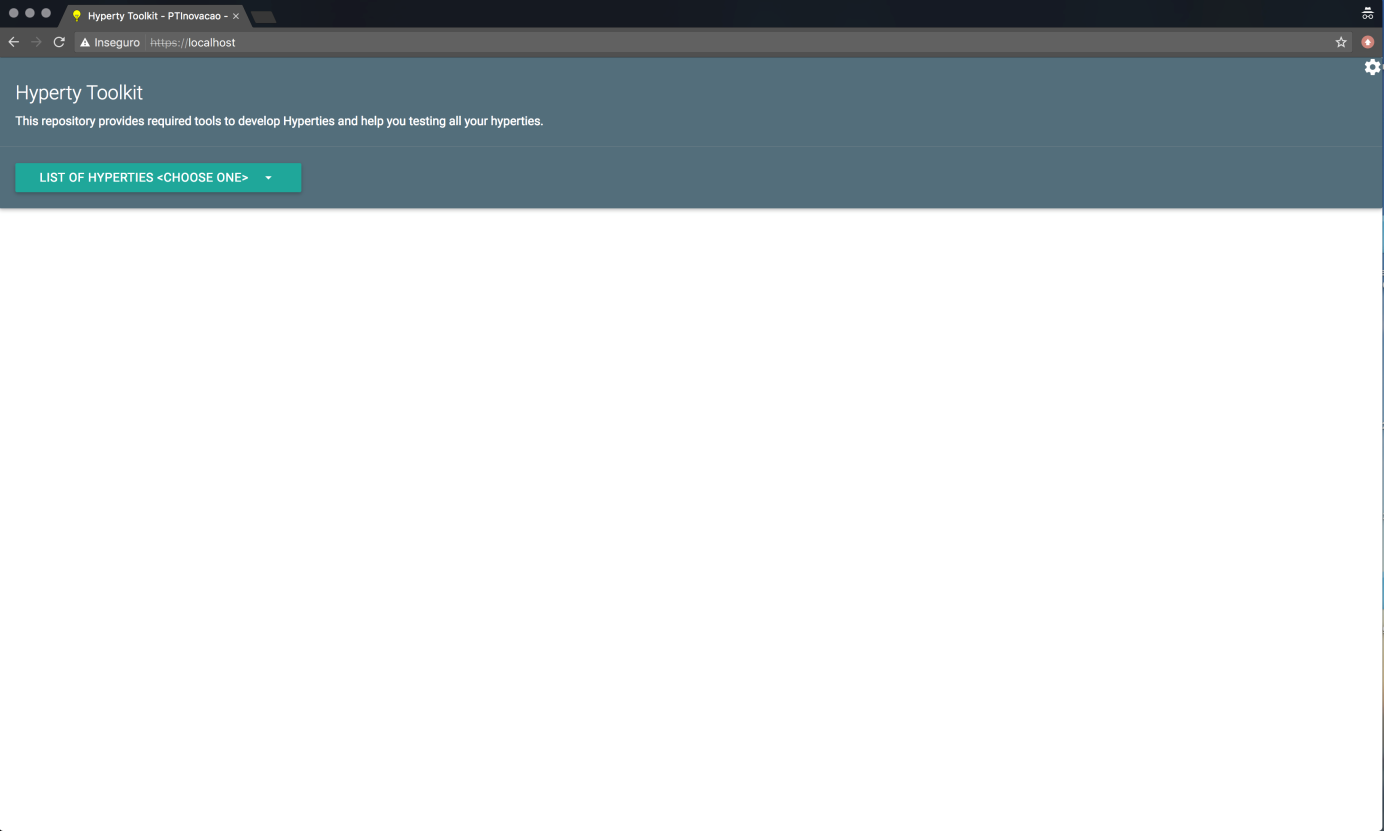 Hyperty Toolkit - PTInovacao -
Inseguro https://localhost
Hyperty Toolkit
This repository provides required tools to develop Hyperties and help you testing all your hyperties.
LIST OF HYPERTIES <CHOOSE ONE>